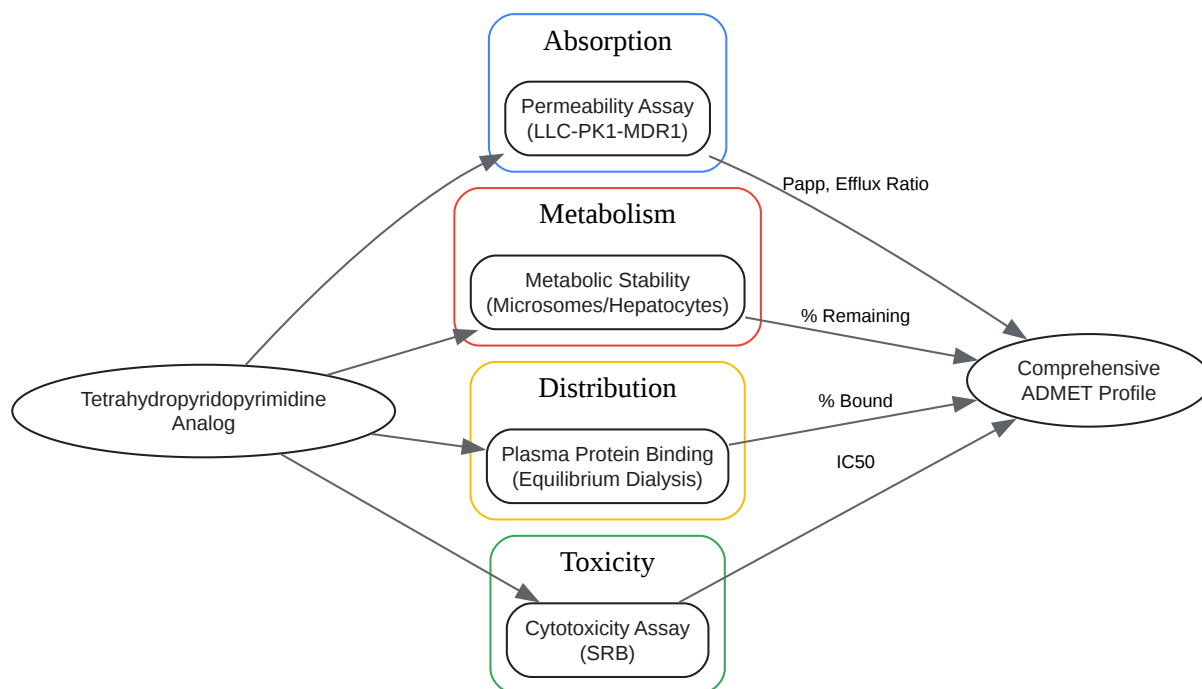 Absorption
Permeability Assay
(LLC-PK1-MDR1)
Papp, Efflux Ratio
Metabolism
Metabolic Stability
(Microsomes/Hepatocytes)
% Remaining
Tetrahydropyridopyrimidine
Analog
Distribution
Plasma Protein Binding
(Equilibrium Dialysis)
% Bound
Comprehensive
ADMET Profile
Toxicity
Cytotoxicity Assay
(SRB)
IC50